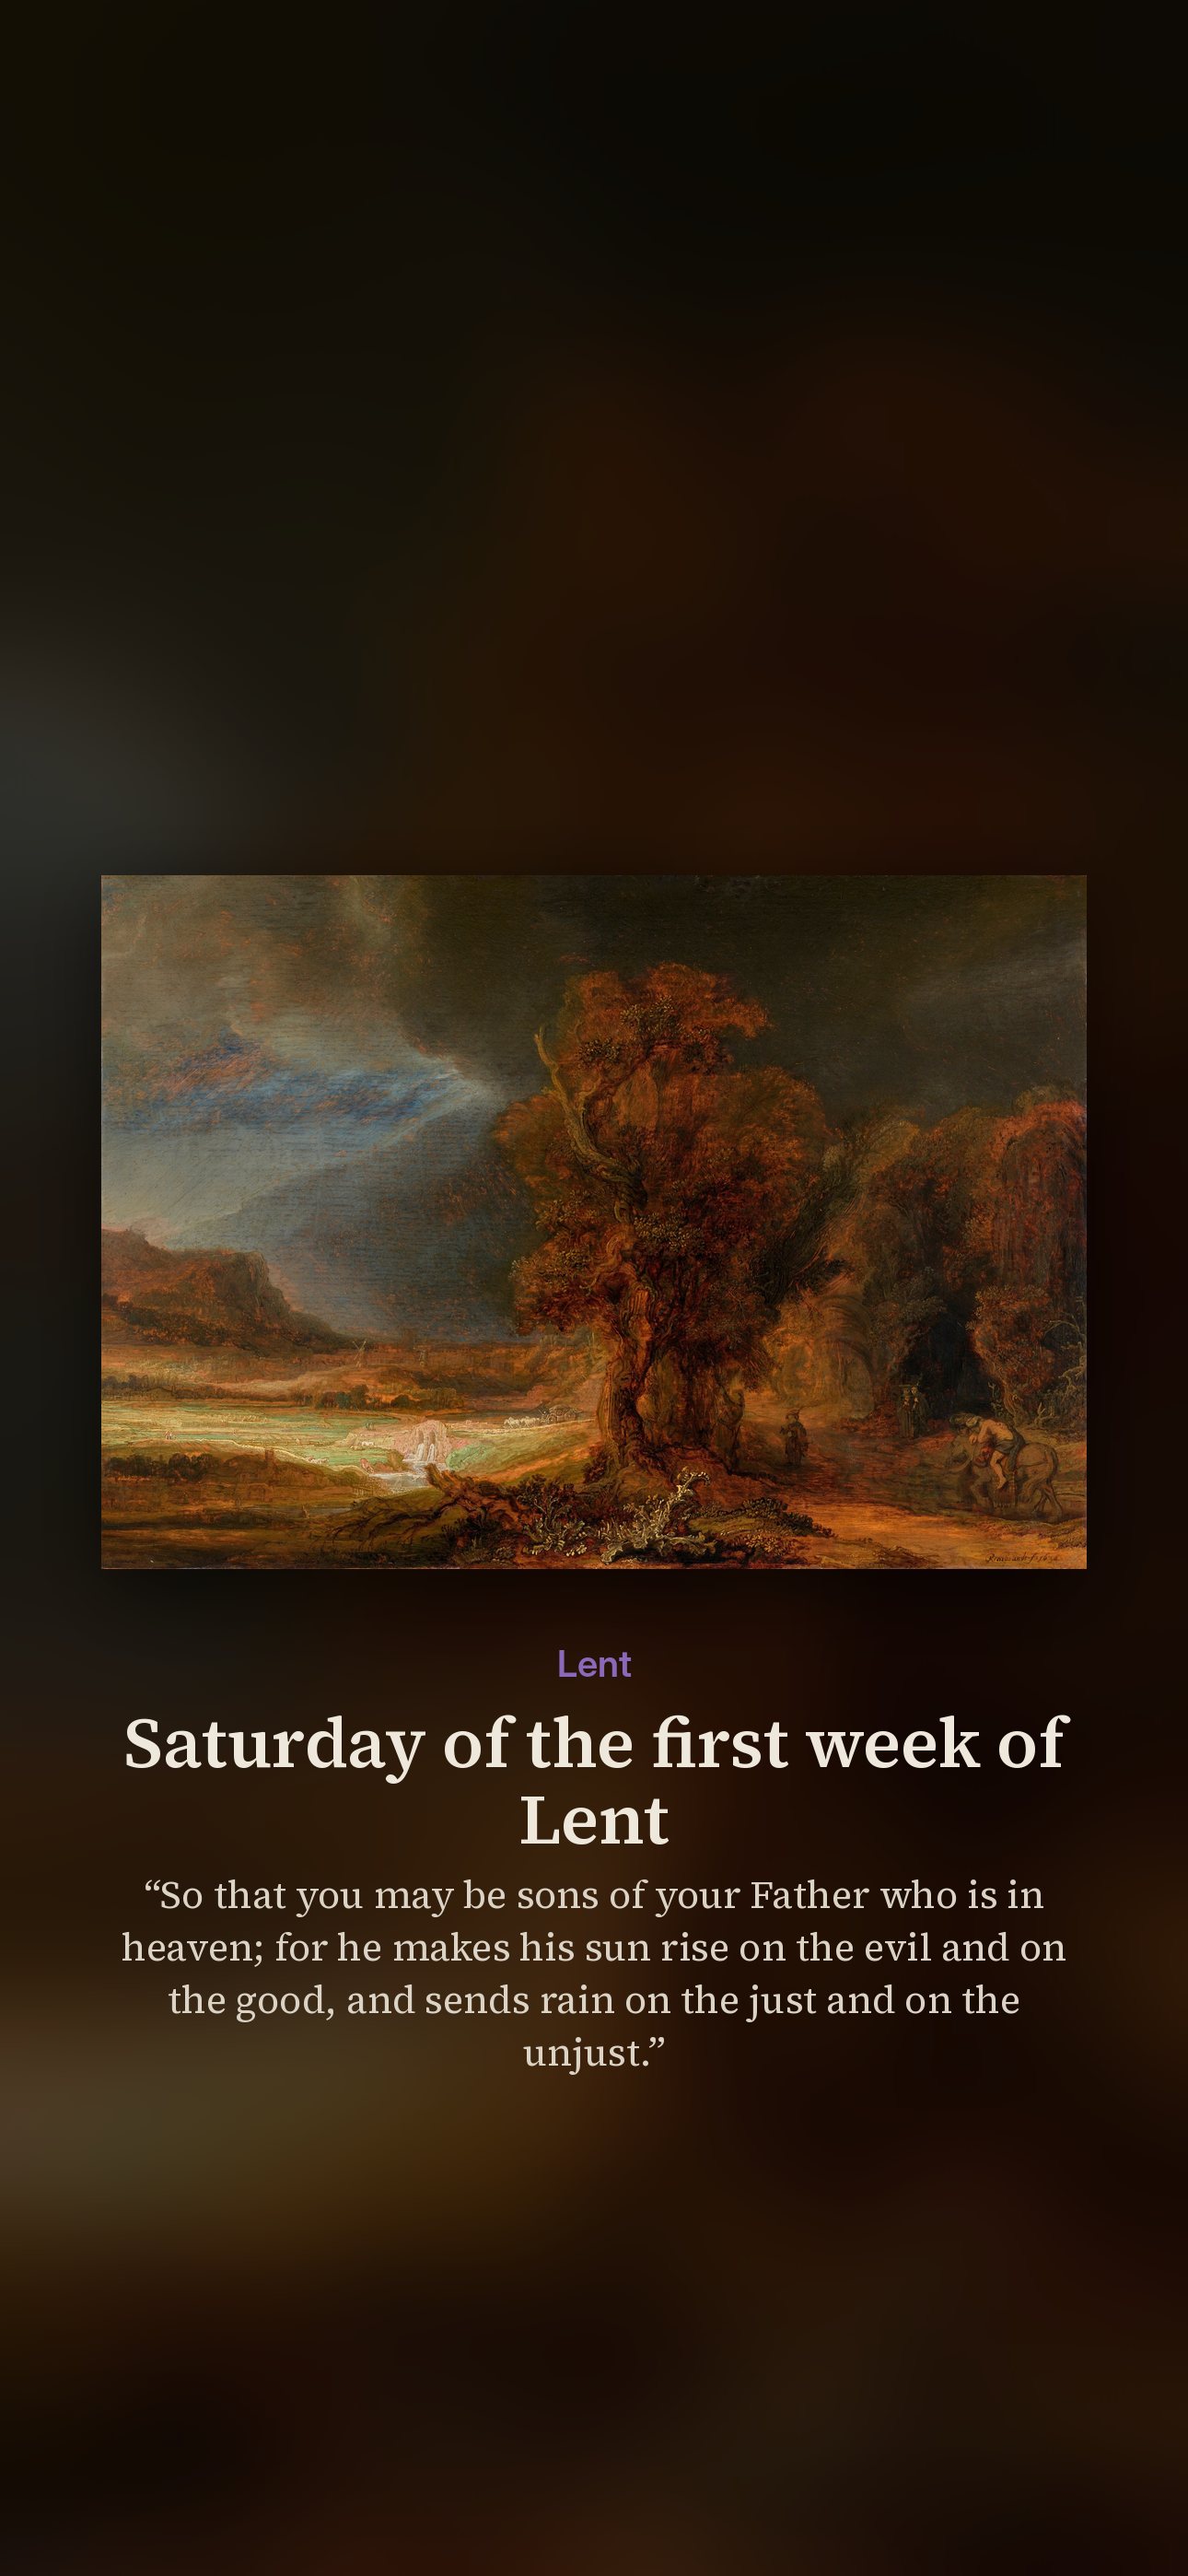 Lent
Saturday of the first week of
Lent
“So that you may be sons of your Father who is in
heaven; for he makes his sun rise on the evil and on
the good, and sends rain on the just and on the
unjust.”